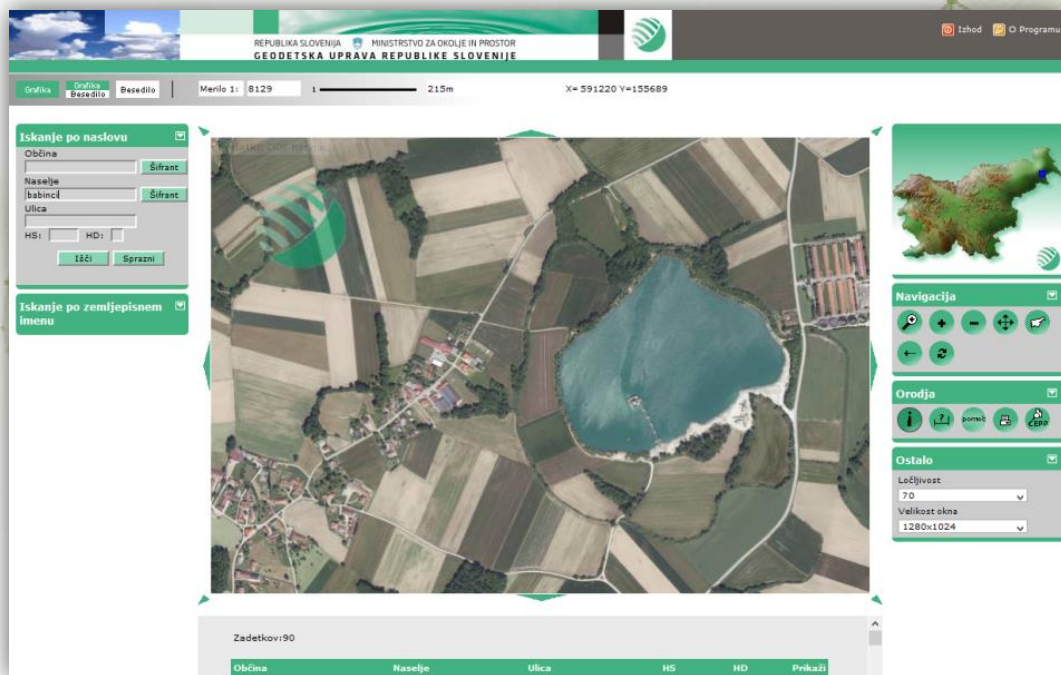 REPUBLIKA SLOVENIJA MINISTRSTVO ZA OKOLJE IN PROSTOR
GEODETSKA UPRAVA REPUBLIKE SLOVENIJE
Izhod O Programu
Grafika
Grafika
Besedilo
Besedilo
Merilo 1: 8129
1 215m
X= 591220 Y=155689
Iskanje po naslovu
Občina
Šifrant
Naselje
babinci Šifrant
Ulica
HS: HD:
Išči Sprazni
Iskanje po zemljepisnem
imenu
Navigacija
Orodja
i ? pomoč CEPP
Ostalo
Ločljivost
70
Velikost okna
1280x1024
Zadetkov:90
Občina Naselje Ulica HS HD Prikaži